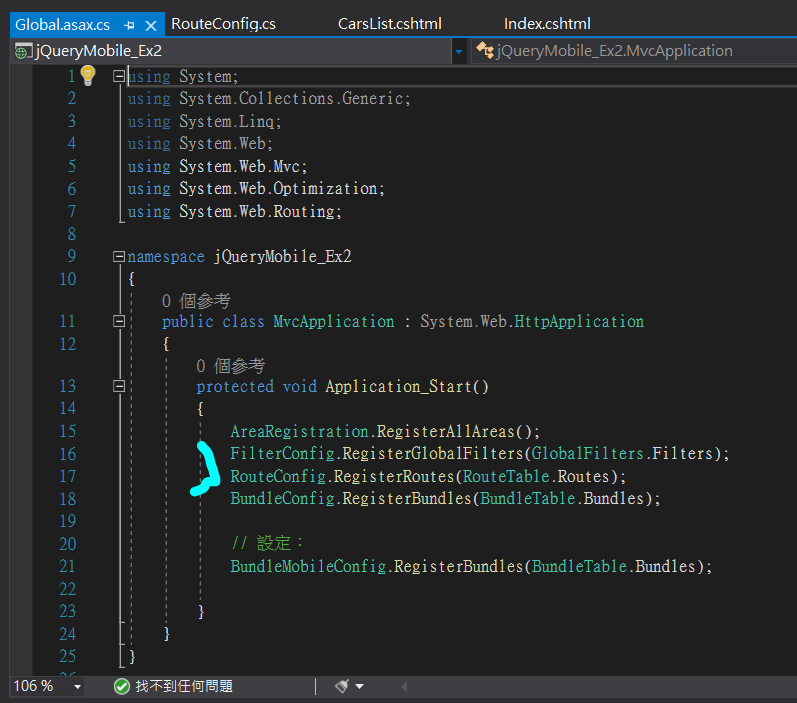 Global.asax.cs RouteConfig.cs CarsList.cshtml Index.cshtml
jQueryMobile_Ex2 jQueryMobile_Ex2.MvcApplication
1 using System;
2 using System.Collections.Generic;
3 using System.Linq;
4 using System.Web;
5 using System.Web.Mvc;
6 using System.Web.Optimization;
7 using System.Web.Routing;
8
9 namespace jQueryMobile_Ex2
10 {
0 個參考
11 public class MvcApplication : System.Web.HttpApplication
12 {
0 個參考
13 protected void Application_Start()
14 {
15 AreaRegistration.RegisterAllAreas();
16 FilterConfig.RegisterGlobalFilters(GlobalFilters.Filters);
17 RouteConfig.RegisterRoutes(RouteTable.Routes);
18 BundleConfig.RegisterBundles(BundleTable.Bundles);
19
20 // 設定：
21 BundleMobileConfig.RegisterBundles(BundleTable.Bundles);
22
23 }
24 }
25 }
106 % 找不到任何問題